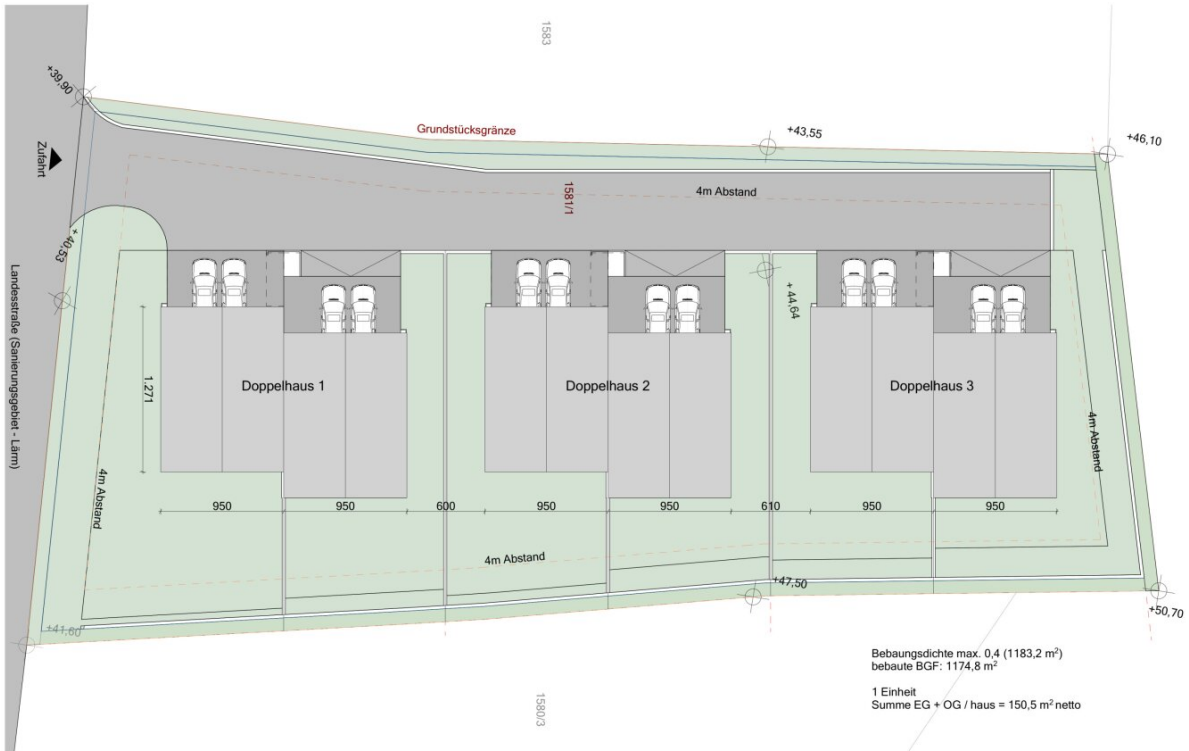 1583
+39,90
Grundstücksgränze
+43,55
+46,10
Zufahrt
1581/1
4m Abstand
+ 40,53
+ 44,64
Landesstraße (Sanierungsgebiet - Lärm)
1.271
Doppelhaus 1
Doppelhaus 2
Doppelhaus 3
4m Abstand
4m Abstand
950
950
600
950
950
610
950
950
4m Abstand
+47,50
+41,60
+50,70
Bebaungsdichte max. 0,4 (1183,2 m²)
bebaute BGF: 1174,8 m²
1 Einheit
Summe EG + OG / haus = 150,5 m² netto
1580/3